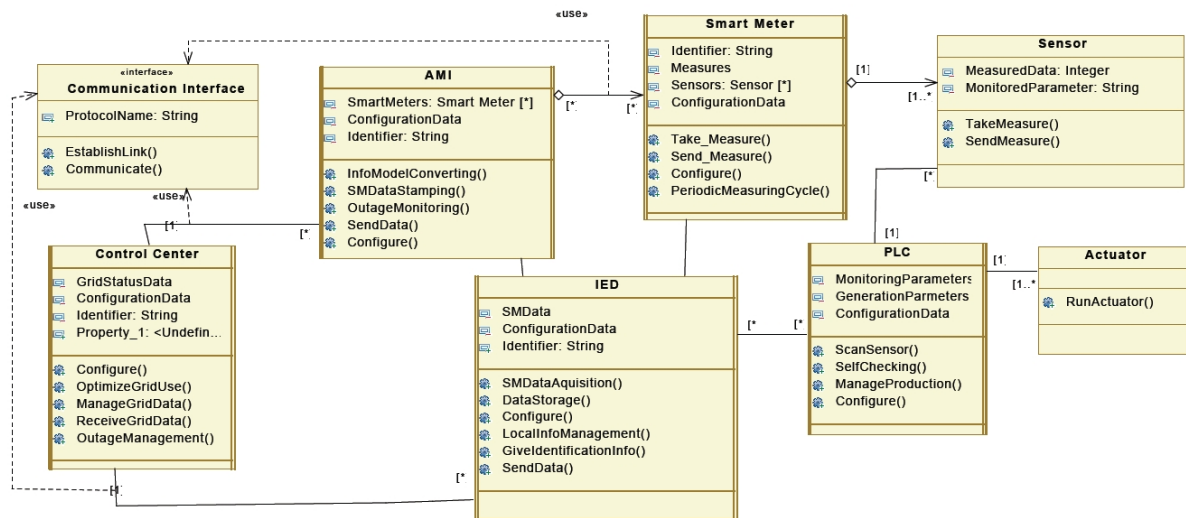 «use»
«interface»
Communication Interface
ProtocolName: String
EstablishLink()
Communicate()
«use»
«use»
AMI
SmartMeters: Smart Meter [*]
ConfigurationData
Identifier: String
InfoModelConverting()
SMDataStamping()
OutageMonitoring()
SendData()
Configure()
[*]
[*]
Smart Meter
Identifier: String
Measures
Sensors: Sensor [*]
ConfigurationData
Take_Measure()
Send_Measure()
Configure()
PeriodicMeasuringCycle()
[1]
[1..*
Sensor
MeasuredData: Integer
MonitoredParameter: String
TakeMeasure()
SendMeasure()
[*]
[1]
[1]
[*]
Control Center
GridStatusData
ConfigurationData
Identifier: String
Property_1: <Undefin...
Configure()
OptimizeGridUse()
ManageGridData()
ReceiveGridData()
OutageManagement()
[1]
[*
IED
SMData
ConfigurationData
Identifier: String
SMDataAquisition()
DataStorage()
Configure()
LocalInfoManagement()
GiveIdentificationInfo()
SendData()
[*
[*
PLC
MonitoringParameters
GenerationParmeters
ConfigurationData
ScanSensor()
SelfChecking()
ManageProduction()
Configure()
[1]
[1..*
Actuator
RunActuator()